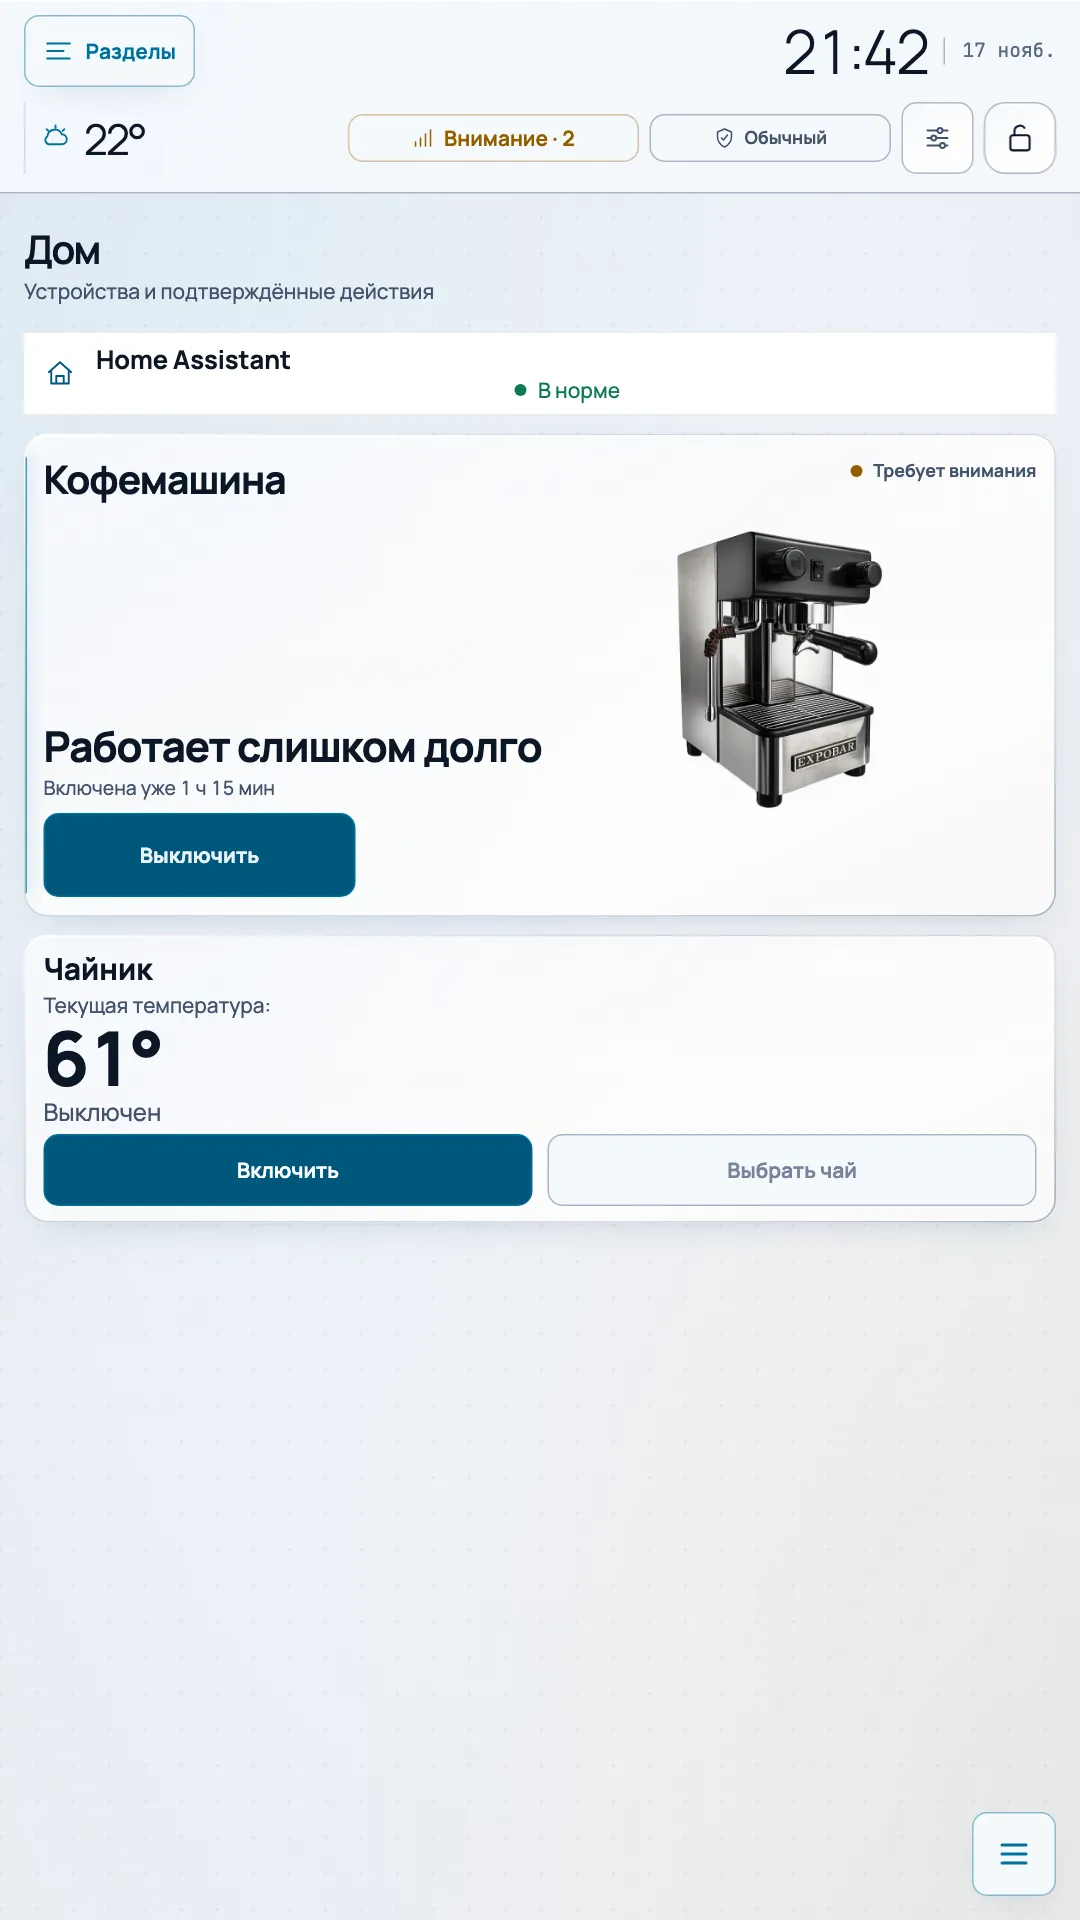 Разделы
21:42
17 нояб.
22°
Внимание · 2
Обычный
Дом
Устройства и подтверждённые действия
Home Assistant
В норме
Кофемашина
Требует внимания
EXPOBAR
Работает слишком долго
Включена уже 1 ч 15 мин
Выключить
Чайник
Текущая температура:
61°
Выключен
Включить
Выбрать чай